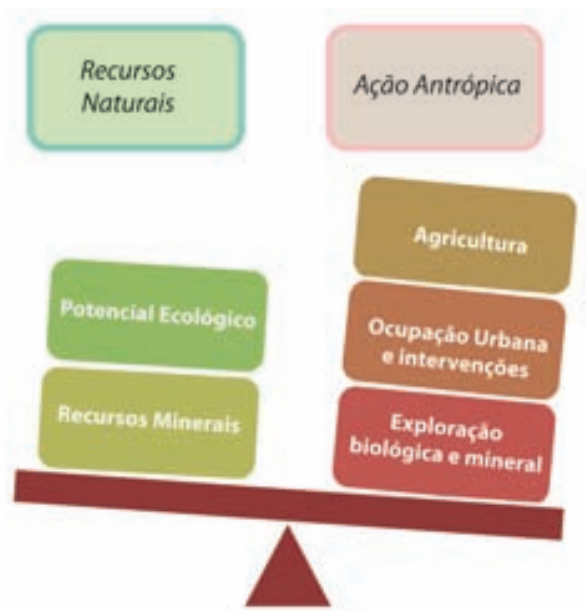 Recursos
Naturais
Ação Antrópica
Potencial Ecológico
Recursos Minerais
Agricultura
Ocupação Urbana
e intervenções
Exploração
biológica e mineral